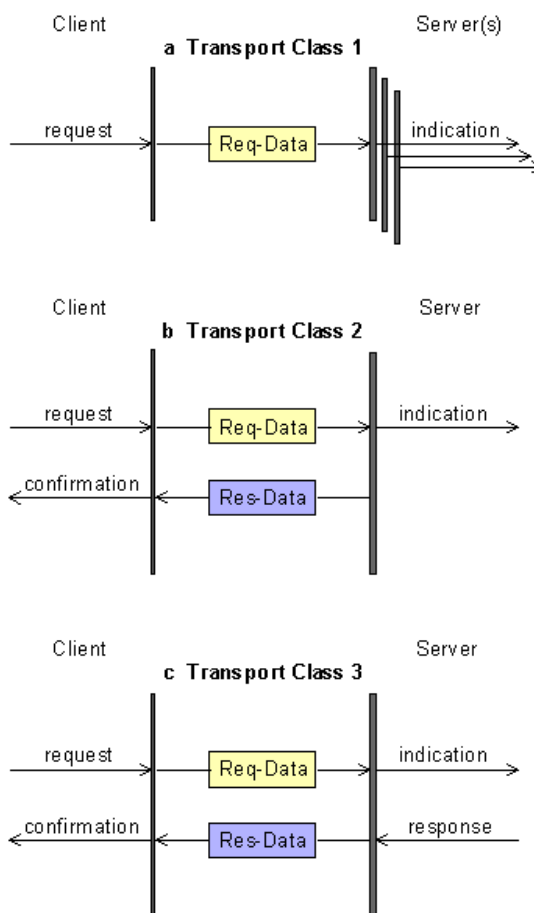 Client Server(s)
a Transport Class 1
request Req-Data indication
Client Server
b Transport Class 2
request Req-Data indication
confirmation Res-Data
Client Server
c Transport Class 3
request Req-Data indication
confirmation Res-Data response